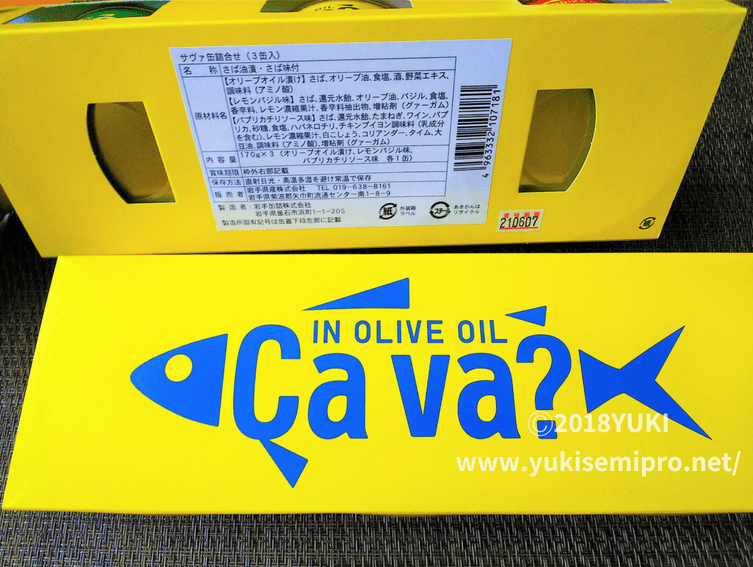 サヴァ缶詰合せ（3缶入）
名　称 さば油漬・さば味付
原材料名
【オリーブオイル漬け】さば、オリーブ油、食塩、酒、野菜エキス、
調味料（アミノ酸）
【レモンバジル味】さば、還元水飴、オリーブ油、バジル、食塩、
香辛料、レモン濃縮果汁、香辛料抽出物、増粘剤（グァーガム）
【パプリカチリソース味】さば、還元水飴、たまねぎ、ワイン、パプ
リカ、砂糖、食塩、ハバネロチリ、チキンブイヨン調味料（乳成分
を含む）、レモン濃縮果汁、白こしょう、コリアンダー、タイム、大
豆油、調味料（アミノ酸）、増粘剤（グァーガム）
内容量 170g×3（オリーブオイル漬け、レモンバジル味、
パプリカチリソース味 各1缶）
賞味期限 枠外右部記載
保存方法 直射日光・高温多湿を避け常温で保存
販売者 岩手県産株式会社 TEL 019-638-8161
岩手県紫波郡矢巾町流通センター南1-8-9
製造者：岩手缶詰株式会社
岩手県釜石市浜町1-1-205
製造所固有記号は缶蓋下段左部に記載
紙 外装箱 ラベル
スチール あきかんは リサイクル
4 963332 107181
賞味期限
210607
紙
IN OLIVE OIL
Ça va?
©2018YUKI
www.yukisemipro.net/